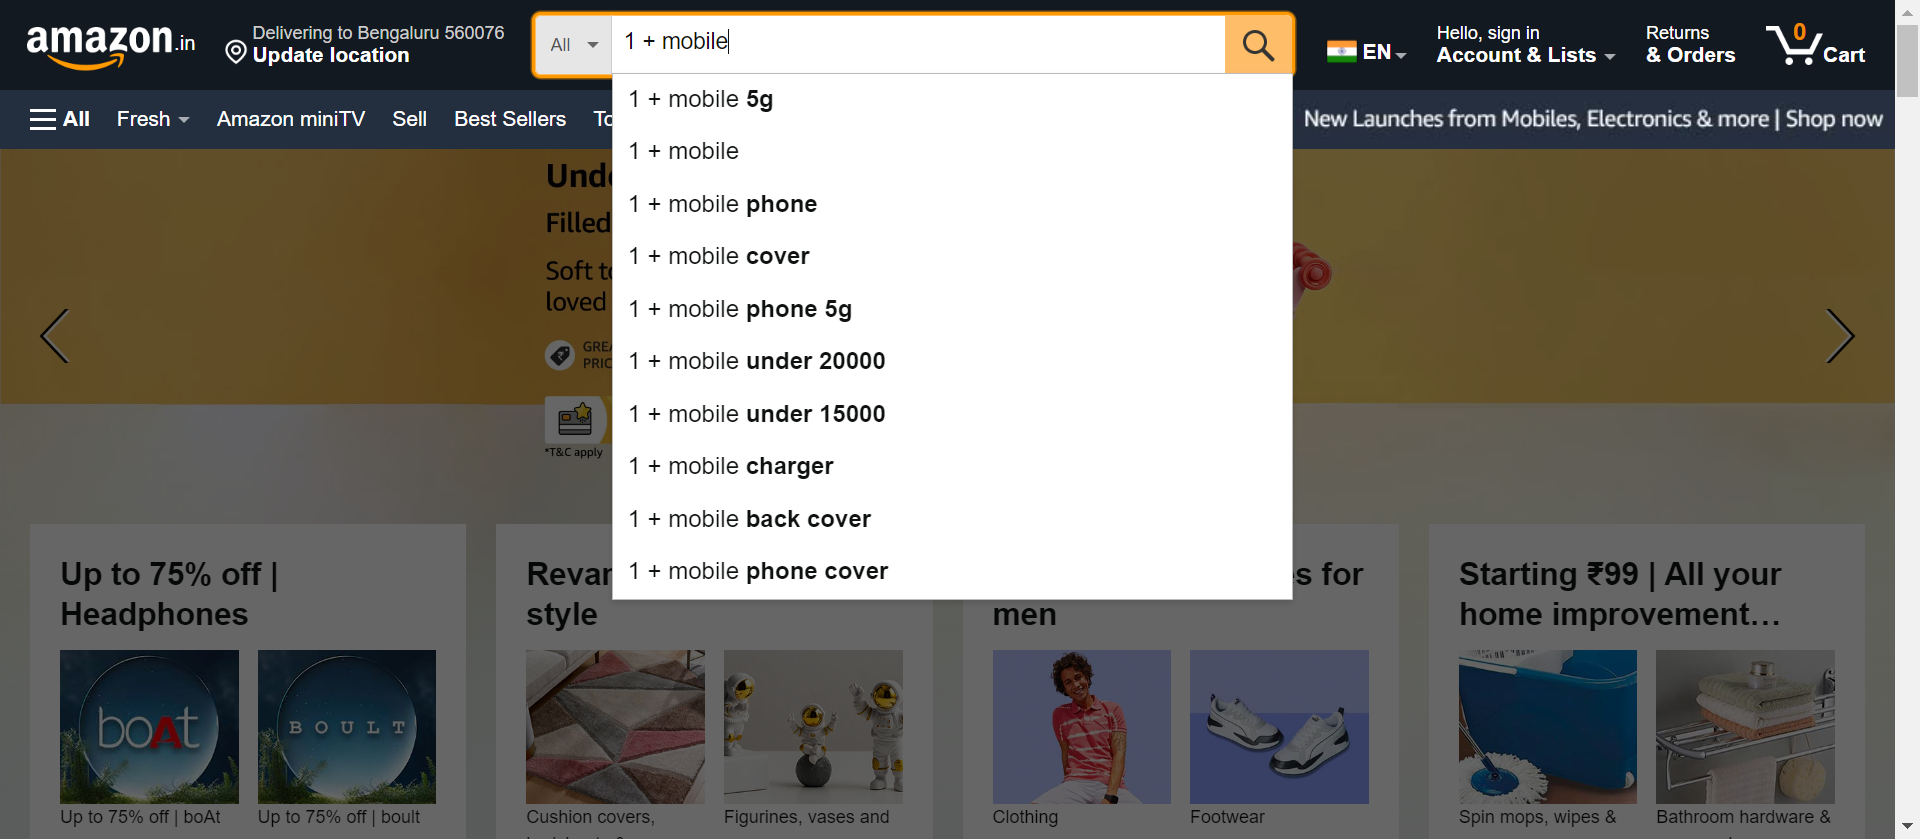 amazon.in
Delivering to Bengaluru 560076
Update location
All
1 + mobile
EN
Hello, sign in
Account & Lists
Returns
& Orders
0
Cart
All
Fresh
Amazon miniTV
Sell
Best Sellers
New Launches from Mobiles, Electronics & more | Shop now
1 + mobile 5g
1 + mobile
1 + mobile phone
1 + mobile cover
1 + mobile phone 5g
1 + mobile under 20000
1 + mobile under 15000
1 + mobile charger
1 + mobile back cover
1 + mobile phone cover
Filled
Soft
loved
*T&C apply
Up to 75% off |
Headphones
style
for
men
Starting ₹99 | All your
home improvement…
boAt
BOULT
Up to 75% off | boAt
Up to 75% off | boult
Cushion covers,
Figurines, vases and
Clothing
Footwear
Spin mops, wipes &
Bathroom hardware &